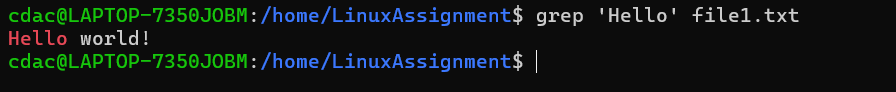 cdac@LAPTOP-7350JOBM:/home/LinuxAssignment$ grep 'Hello' file1.txt
Hello world!
cdac@LAPTOP-7350JOBM:/home/LinuxAssignment$